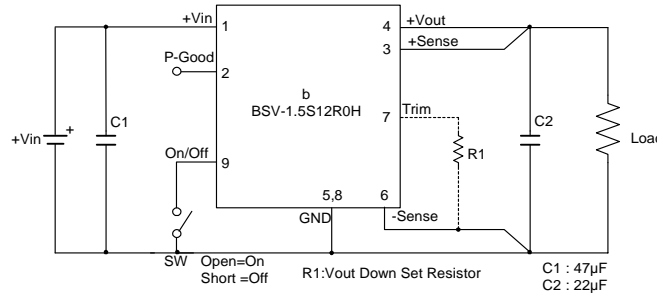 +Vin
1
4
+Vout
3
+Sense
P-Good
2
b
BSV-1.5S12R0H
7
Trim
C1
C2
+Vin
+
Load
On/Off
9
R1
5,8
6
GND
-Sense
SW
Open=On
Short =Off
R1:Vout Down Set Resistor
C1 : 47µF
C2 : 22µF